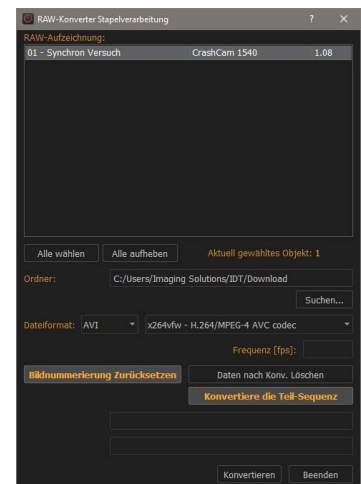 RAW-Konverter Stapelverarbeitung ? ×
RAW-Aufzeichnung:
01 - Synchron Versuch CrashCam 1540 1.08
Alle wählen Alle aufheben Aktuell gewähltes Objekt: 1
Ordner: C:/Users/Imaging Solutions/IDT/Download
Suchen...
Dateiformat: AVI x264vfw - H.264/MPEG-4 AVC codec
Frequenz [fps]:
Bildnummerierung Zurücksetzen Daten nach Konv. Löschen
Konvertiere die Teil-Sequenz
Konvertieren Beenden